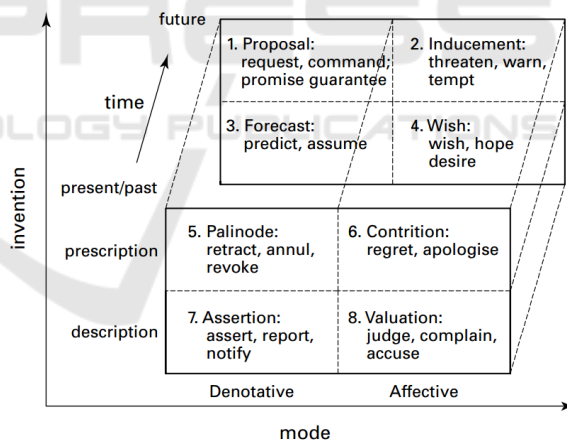 future
1. Proposal:
request, command;
promise guarantee
2. Inducement:
threaten, warn,
tempt
time
3. Forecast:
predict, assume
4. Wish:
wish, hope
desire
present/past
invention
prescription
5. Palinode:
retract, annul,
revoke
6. Contrition:
regret, apologise
description
7. Assertion:
assert, report,
notify
8. Valuation:
judge, complain,
accuse
Denotative
Affective
mode